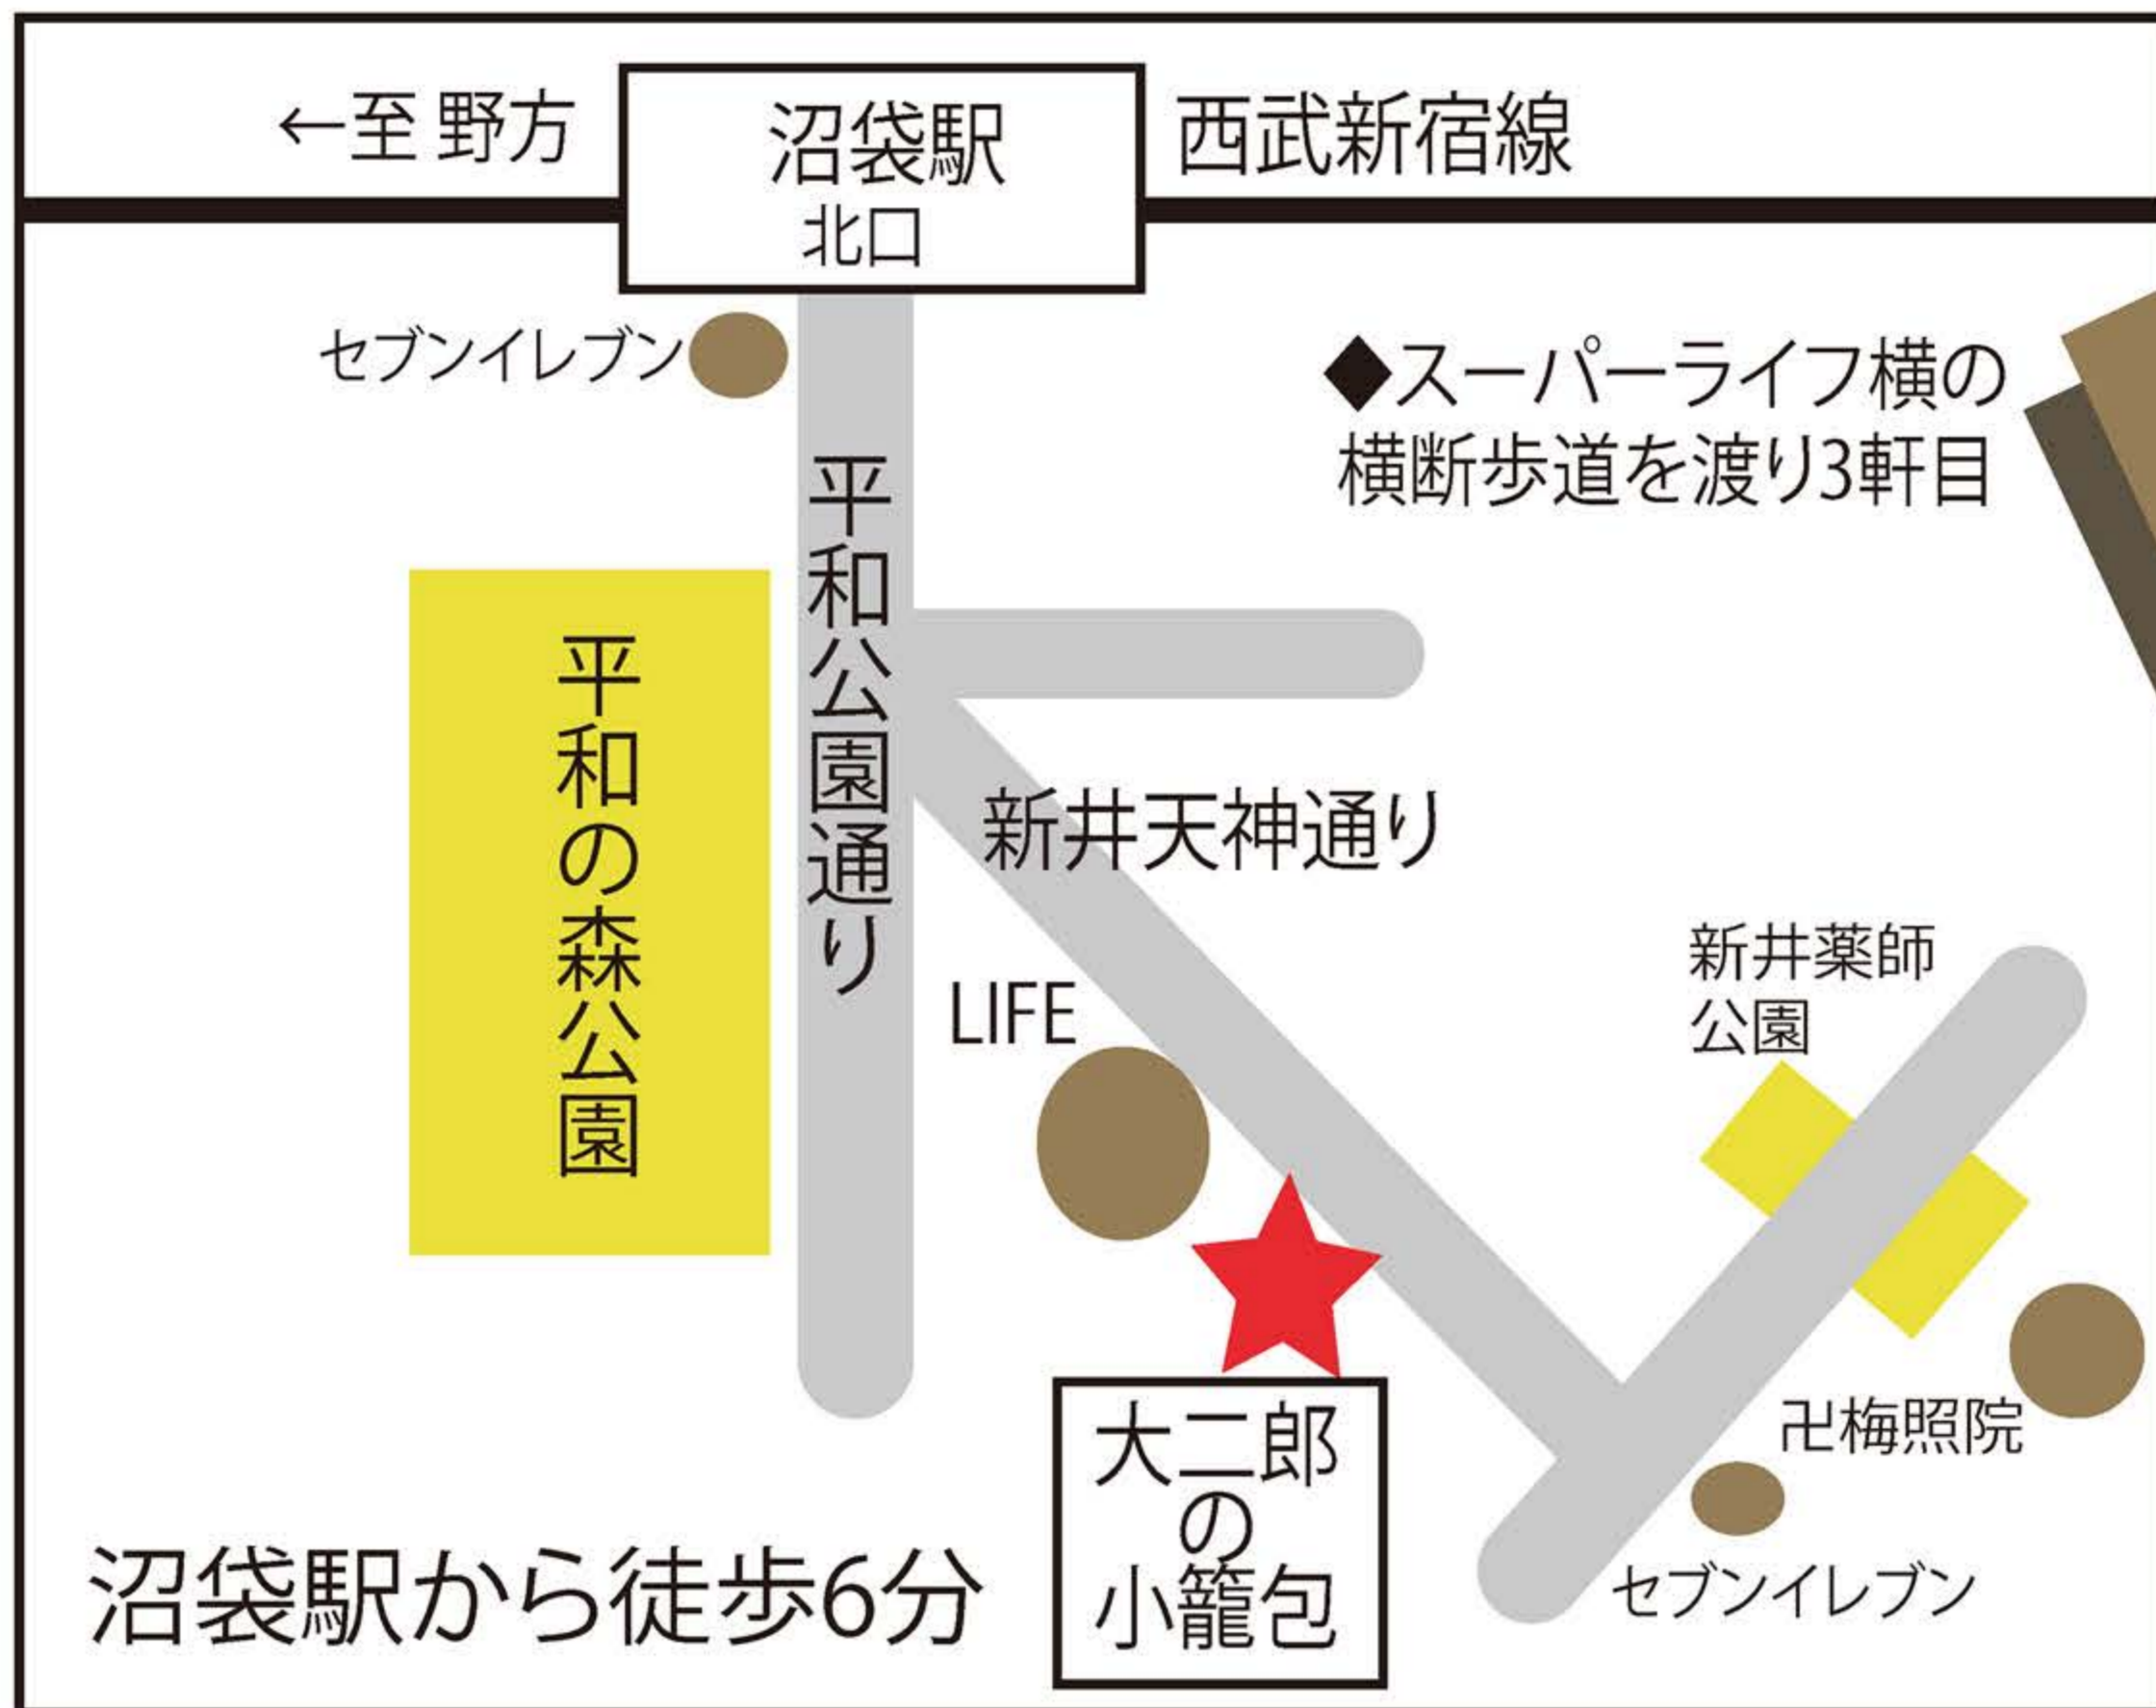 ←至 野方
沼袋駅
北口
西武新宿線
セブンイレブン
◆スーパーライフ横の
横断歩道を渡り3軒目
平和公園通り
平和の森公園
新井天神通り
LIFE
新井薬師
公園
卍梅照院
セブンイレブン
大二郎
の
小籠包
沼袋駅から徒歩6分